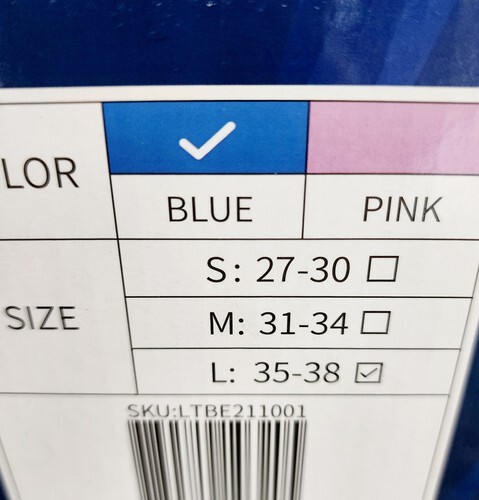 LOR
BLUE PINK
SIZE
S: 27-30
M: 31-34
L: 35-38
SKU:LTBE211001